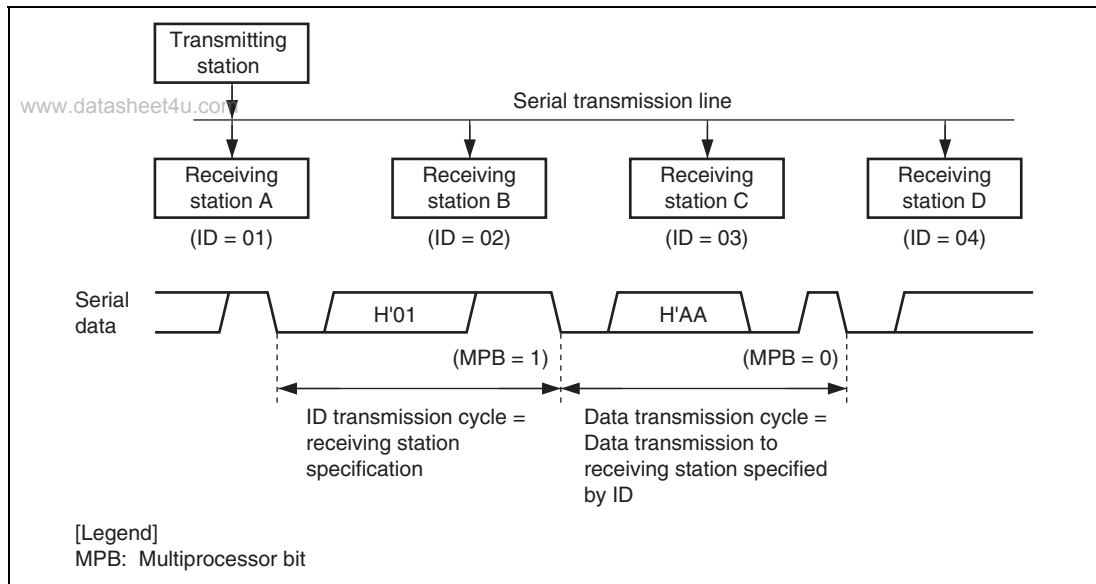 Transmitting
station
www.datasheet4u.com
Serial transmission line
Receiving
station A
Receiving
station B
Receiving
station C
Receiving
station D
(ID = 01)
(ID = 02)
(ID = 03)
(ID = 04)
Serial
data
H'01
H'AA
(MPB = 1)
(MPB = 0)
ID transmission cycle =
receiving station
specification
Data transmission cycle =
Data transmission to
receiving station specified
by ID
[Legend]
MPB: Multiprocessor bit